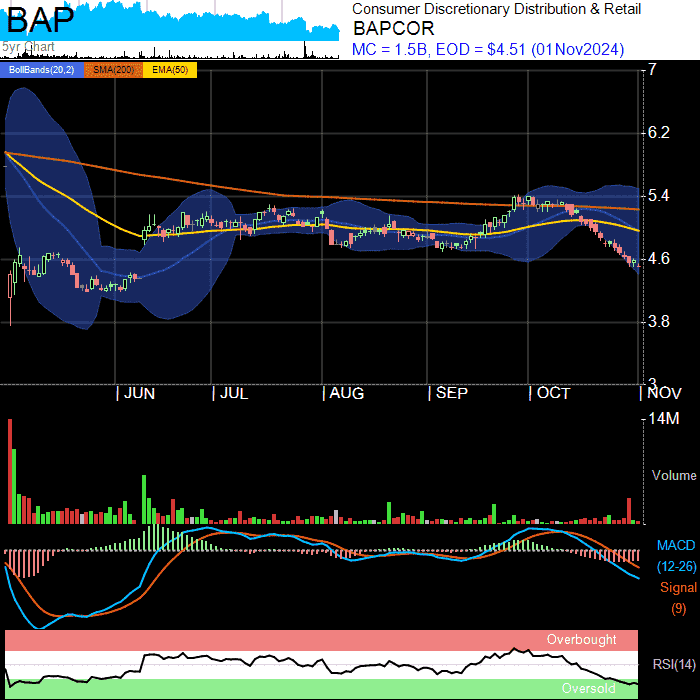 BAP
5yr Chart
Consumer Discretionary Distribution & Retail
BAPCOR
MC = 1.5B, EOD = $4.51 (01Nov2024)
BollBands(20,2) SMA(200) EMA(50)
7
6.2
5.4
4.6
3.8
3
JUN JUL AUG SEP OCT NOV
14M
Volume
MACD
(12-26)
Signal
(9)
Overbought
RSI(14)
Oversold